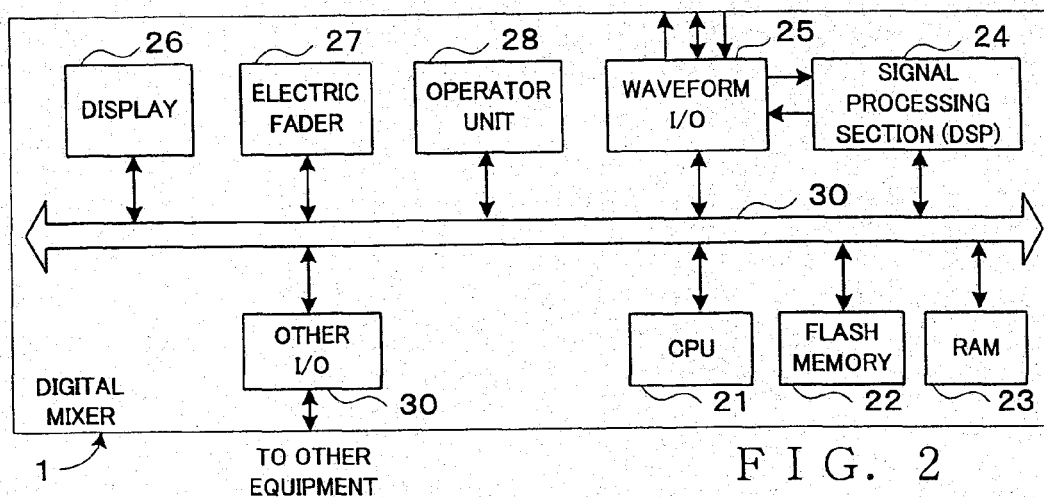 26
27
28
25
24
DISPLAY
ELECTRIC
FADER
OPERATOR
UNIT
WAVEFORM
I/O
SIGNAL
PROCESSING
SECTION (DSP)
30
OTHER
I/O
CPU
FLASH
MEMORY
RAM
30
21
22
23
DIGITAL
MIXER
1
TO OTHER
EQUIPMENT
FIG. 2